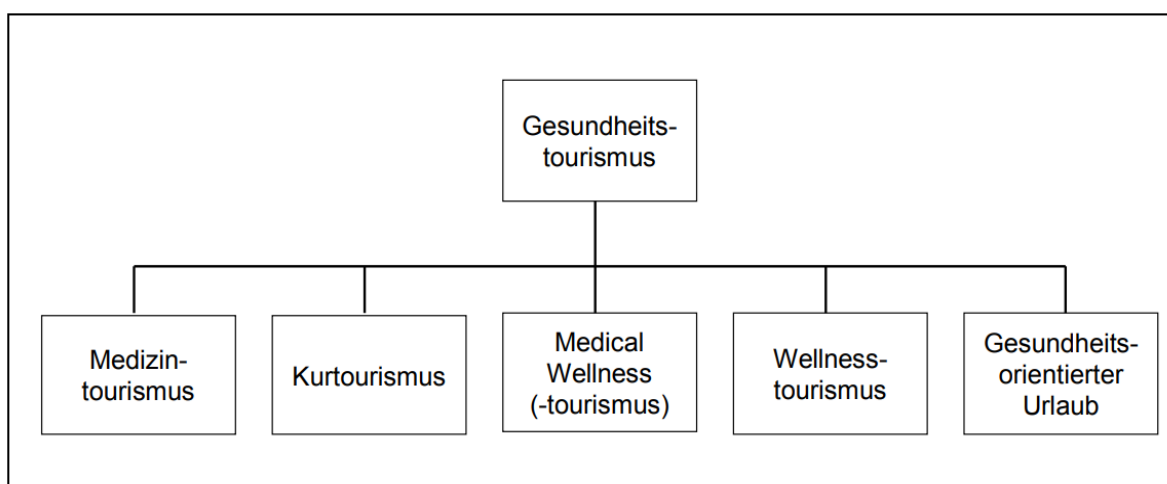 Gesundheits-
tourismus
Medizin-
tourismus
Kurtourismus
Medical
Wellness
(-tourismus)
Wellness-
tourismus
Gesundheits-
orientierter
Urlaub